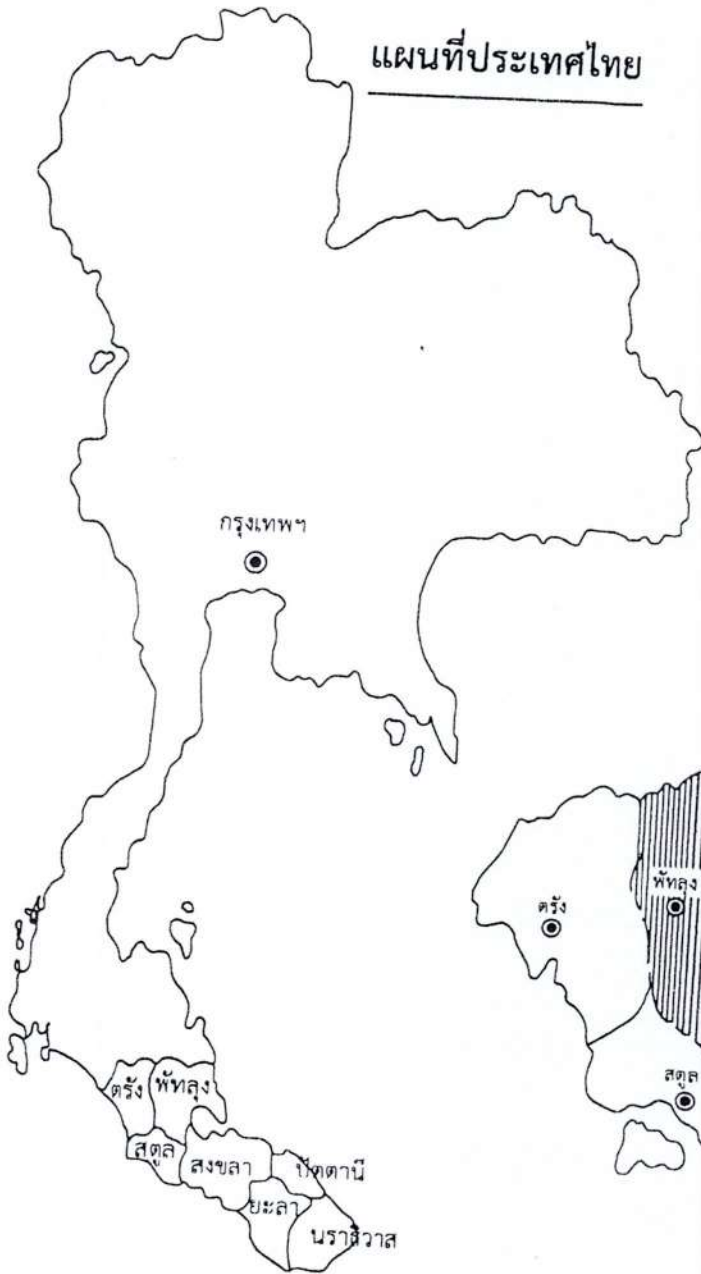 แผนที่ประเทศไทย
กรุงเทพฯ
พัทลุง
ตรัง
สตูล
ตรัง
พัทลุง
สตูล
สงขลา
ปัตตานี
ยะลา
นราธิวาส